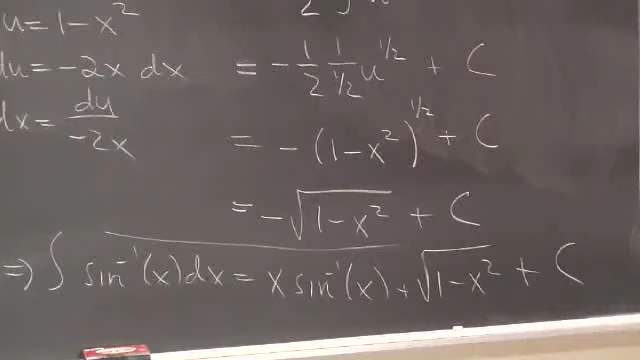 u = 1 - x²
du = -2x dx = -1/2 1/(1/2) u^1/2 + C
dx = du/-2x = -(1-x²)^1/2 + C
= -√(1-x²) + C
⇒ ∫ sin⁻¹(x)dx = x sin⁻¹(x) + √(1-x²) + C